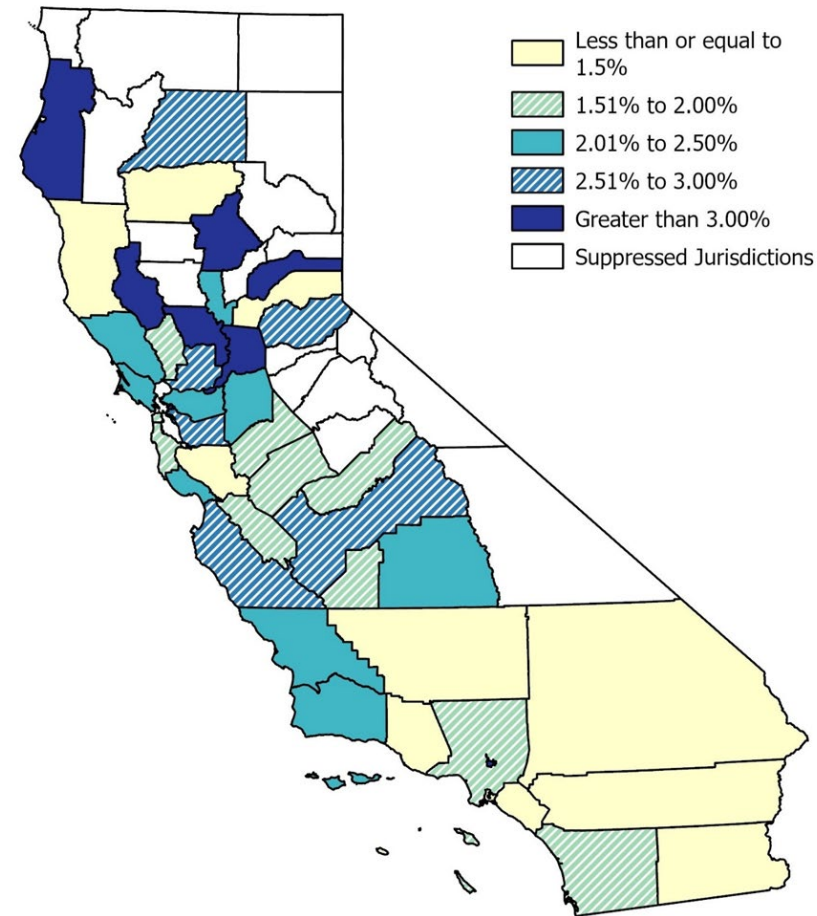 Less than or equal to
1.5%
1.51% to 2.00%
2.01% to 2.50%
2.51% to 3.00%
Greater than 3.00%
Suppressed Jurisdictions